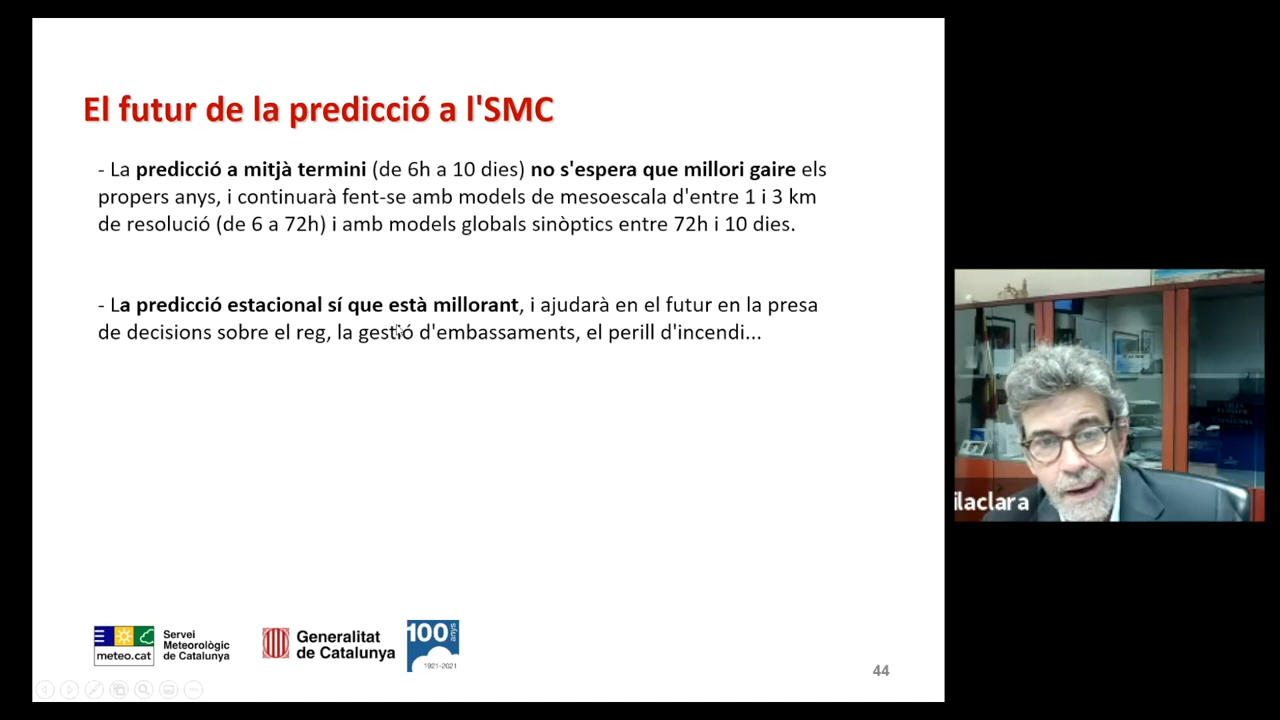 El futur de la predicció a l'SMC
- La predicció a mitjà termini (de 6h a 10 dies) no s'espera que millori gaire els
propers anys, i continuarà fent-se amb models de mesoescala d'entre 1 i 3 km
de resolució (de 6 a 72h) i amb models globals sinòptics entre 72h i 10 dies.
- La predicció estacional sí que està millorant, i ajudarà en el futur en la presa
de decisions sobre el reg, la gestió d'embassaments, el perill d'incendi...
ilaclara
meteo.cat
Servei
Meteorològic
de Catalunya
Generalitat
de Catalunya
100 anys
1921-2021
44